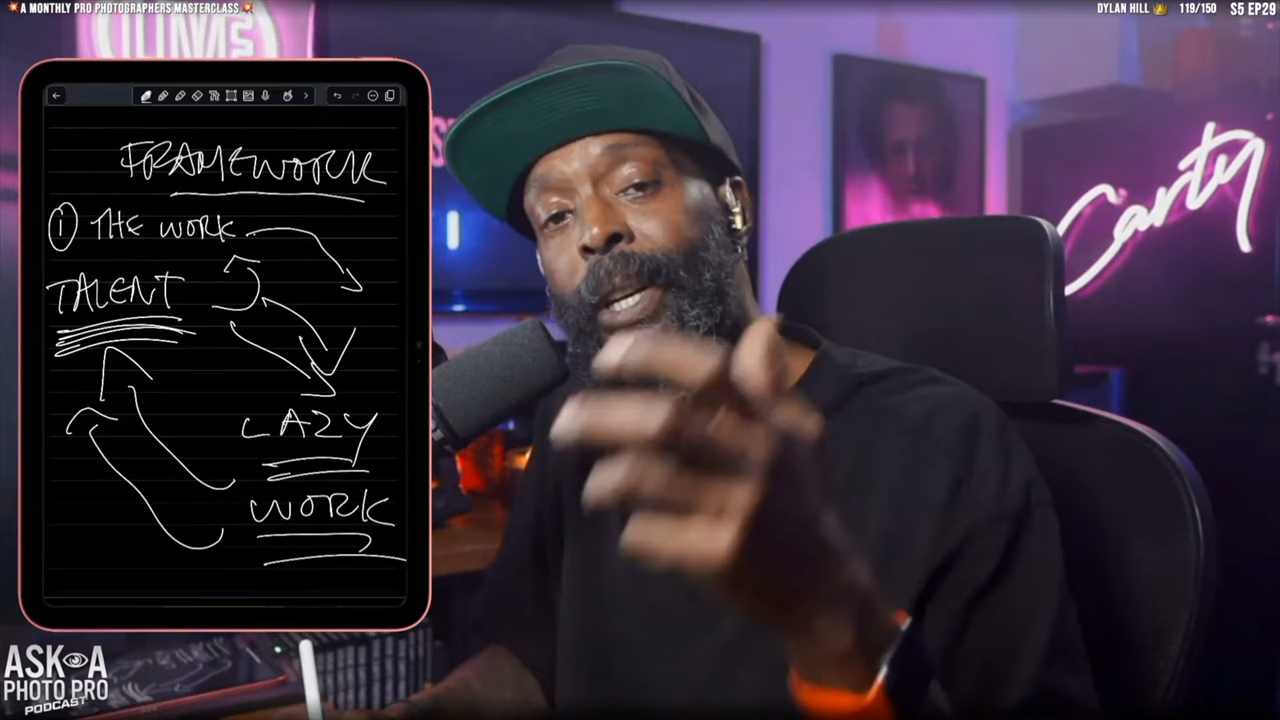 💥A MONTHLY PRO PHOTOGRAPHERS MASTERCLASS💥
DYLAN HILL 👑 119/150 S5 EP29
FRAMEWORK
① THE WORK
TALENT
LAZY
WORK
Carty
ASK A
PHOTO PRO
PODCAST